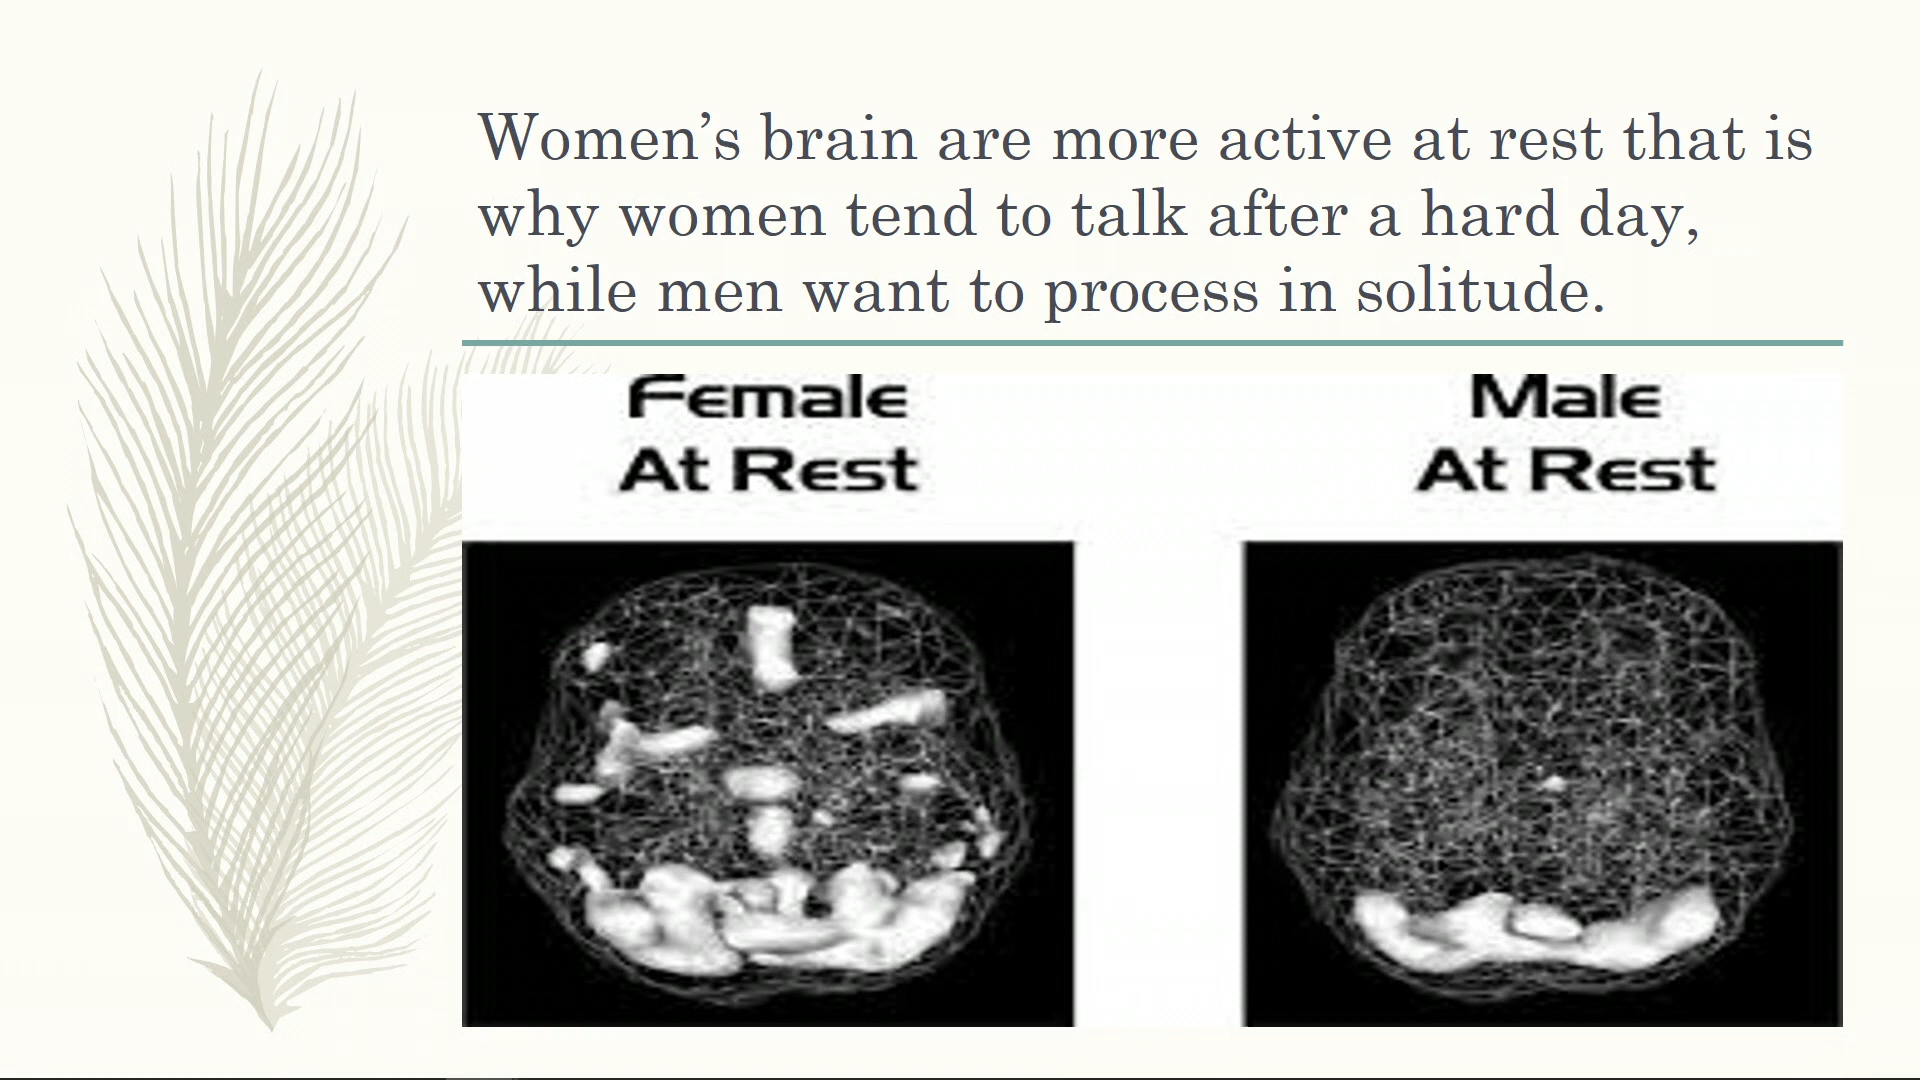 Women’s brain are more active at rest that is
why women tend to talk after a hard day,
while men want to process in solitude.
Female
At Rest
Male
At Rest